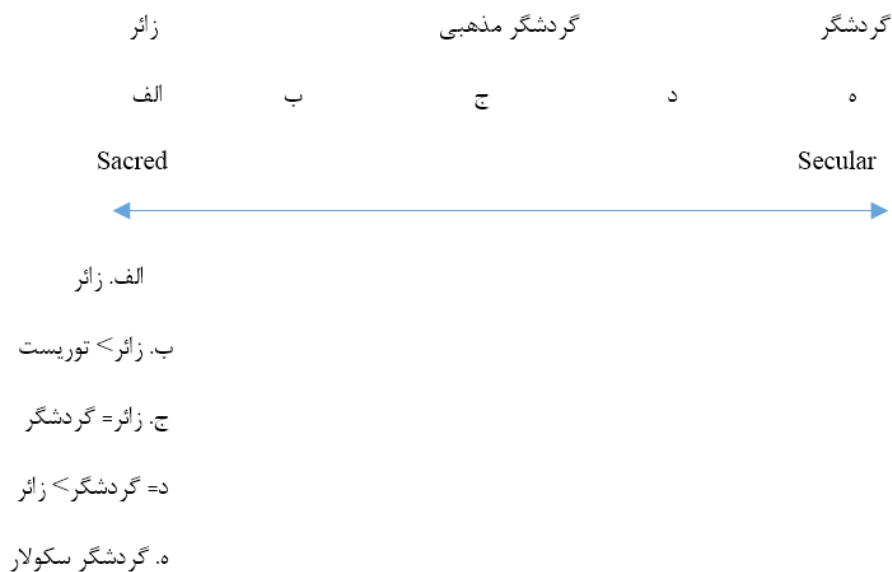 زائر گردشگر مذهبی گردشگر
الف ب ج د ه
Sacred Secular
الف. زائر
ب. زائر> توریست
ج. زائر= گردشگر
د= گردشگر> زائر
ه. گردشگر سکولار